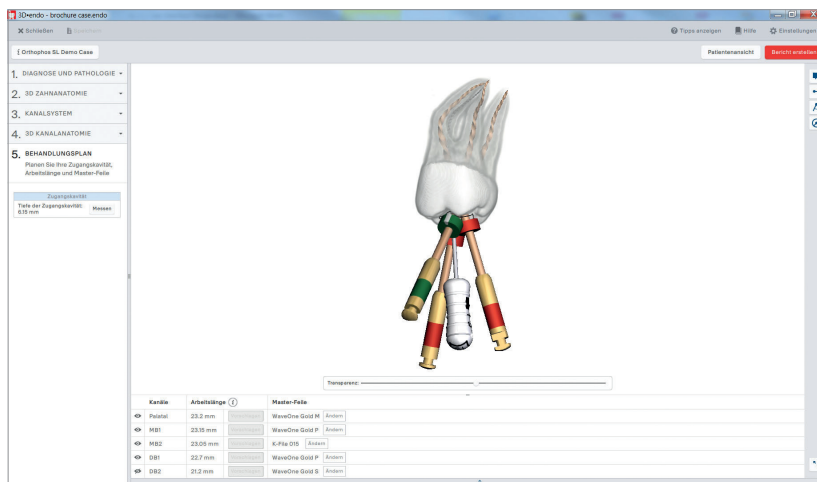 3D•endo - brochure case.endo
Schließen
Tipps anzeigen
Hilfe
Einstellungen
Orthophos SL Demo Case
Patientenansicht
Bericht erstellen
1. DIAGNOSE UND PATHOLOGIE
2. 3D ZAHNANATOMIE
3. KANALSYSTEM
4. 3D KANALANATOMIE
5. BEHANDLUNGSPLAN
Planen Sie Ihre Zugangskavität,
Arbeitslänge und Master-Feile
Zugangskavität
Tiefe der Zugangskavität:
6.15 mm
Messen
Transparenz:
Kanäle Arbeitslänge Master-Feile
Palatal 23.2 mm WaveOne Gold M Ändern
MB1 23.15 mm WaveOne Gold P Ändern
MB2 23.05 mm K-File D15 Ändern
DB1 22.7 mm WaveOne Gold P Ändern
DB2 21.2 mm WaveOne Gold S Ändern